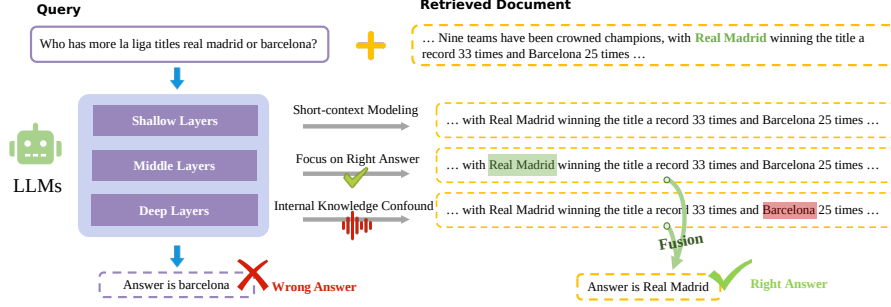 Query
Retrieved Document
Who has more la liga titles real madrid or barcelona?
… Nine teams have been crowned champions, with Real Madrid winning the title a
record 33 times and Barcelona 25 times …
LLMs
Shallow Layers
Middle Layers
Deep Layers
Short-context Modeling
Focus on Right Answer
Internal Knowledge Confound
… with Real Madrid winning the title a record 33 times and Barcelona 25 times …
… with Real Madrid winning the title a record 33 times and Barcelona 25 times …
… with Real Madrid winning the title a record 33 times and Barcelona 25 times …
Fusion
Answer is barcelona
Wrong Answer
Answer is Real Madrid
Right Answer